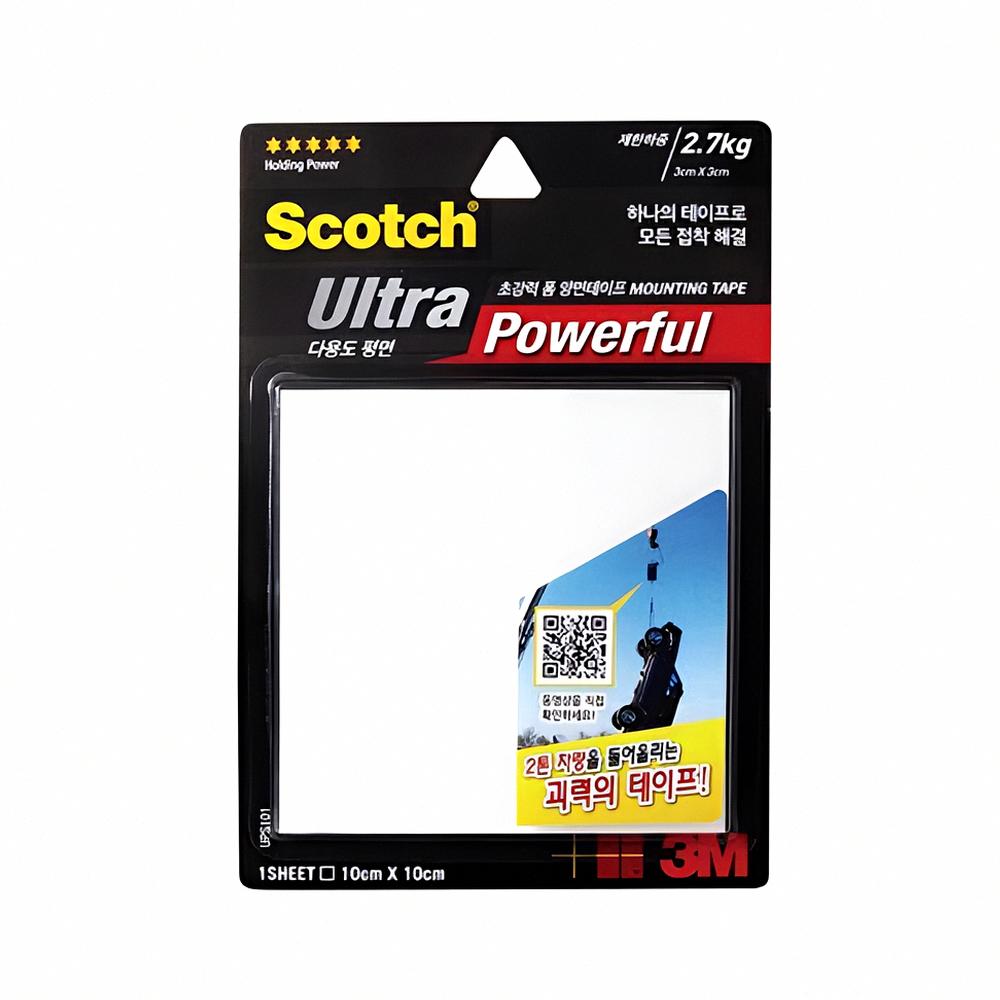 Holding Power
제한하중 2.7kg
3cm X 3cm
Scotch®
하나의 테이프로
모든 접착 해결
Ultra
초강력 폼 양면테이프 MOUNTING TAPE
다용도 평면
Powerful
동영상을 직접
확인하세요!
2톤 차량을 들어올리는
괴력의 테이프!
UPS101
1SHEET □ 10cm X 10cm
3M